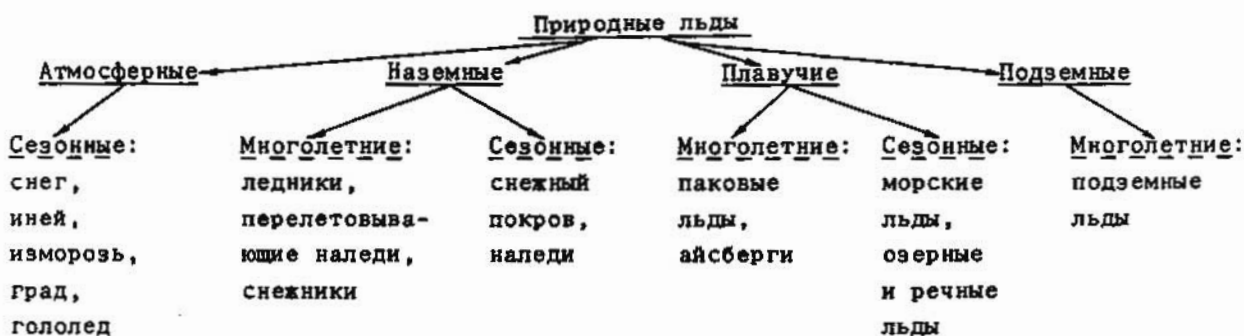 Природные льды
Атмосферные Наземные Плавучие Подземные
Сезонные: Многолетние: Сезонные: Многолетние: Сезонные: Многолетние:
снег, ледники, снежный паковые морские подземные
иней, перелетовыва- покров, льды, льды, льды
изморозь, ющие наледи, наледи айсберги озерные
град, снежники и речные
гололед льды